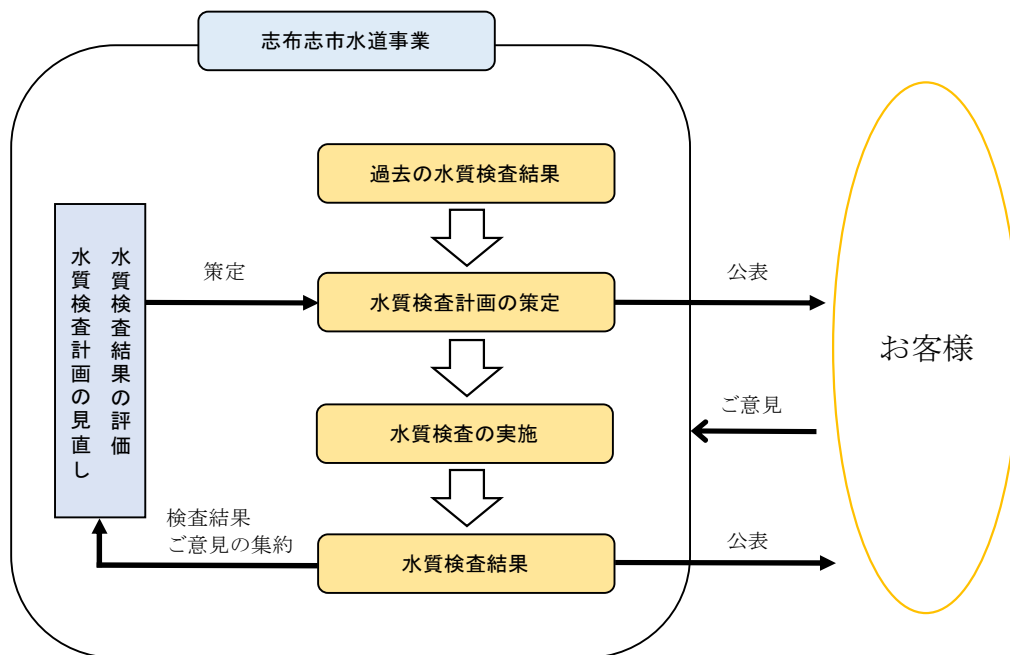 志布志市水道事業
過去の水質検査結果
策定
水質検査計画の策定
公表
水質検査結果の評価
水質検査計画の見直し
お客様
水質検査の実施
ご意見
検査結果
ご意見の集約
水質検査結果
公表